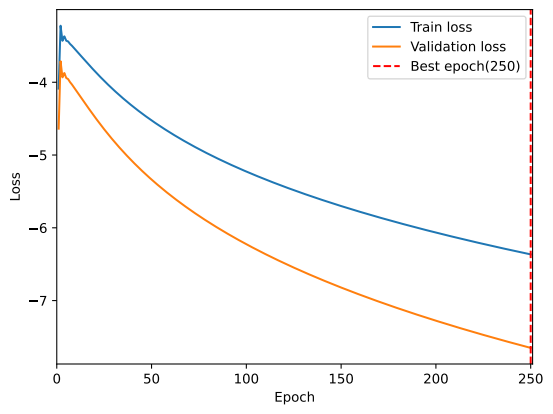 Train loss
Validation loss
Best epoch(250)
Loss
−4
−5
−6
−7
0 50 100 150 200 250
Epoch